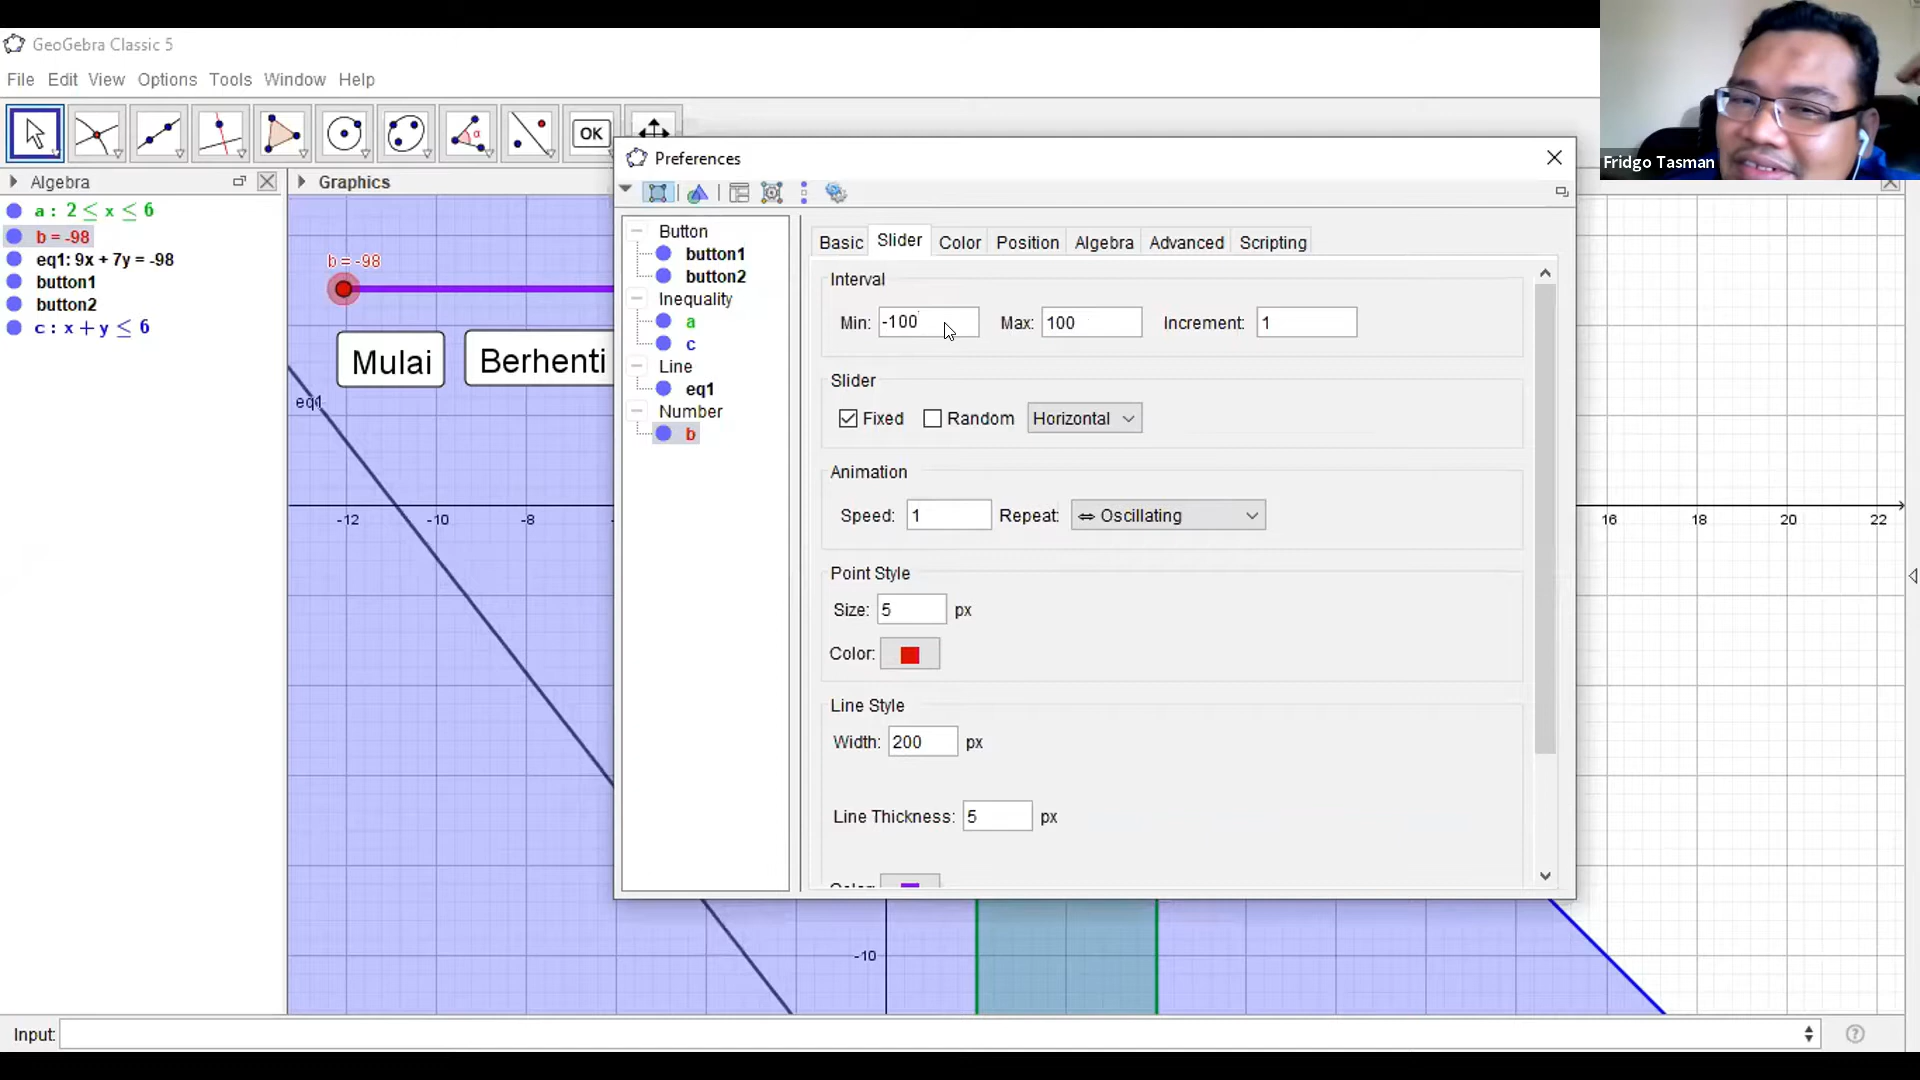 GeoGebra Classic 5
File Edit View Options Tools Window Help
α
OK
Fridgo Tasman
Algebra
a : 2 ≤ x ≤ 6
b = -98
eq1: 9x + 7y = -98
button1
button2
c : x + y ≤ 6
Graphics
b = -98
Mulai Berhenti
eq1
-12 -10 -8
16 18 20 22
-10
Preferences
Button
button1
button2
Inequality
a
c
Line
eq1
Number
b
Basic Slider Color Position Algebra Advanced Scripting
Interval
Min: -100 Max: 100 Increment: 1
Slider
Fixed Random Horizontal
Animation
Speed: 1 Repeat: ⇔ Oscillating
Point Style
Size: 5 px
Color:
Line Style
Width: 200 px
Line Thickness: 5 px
Input: